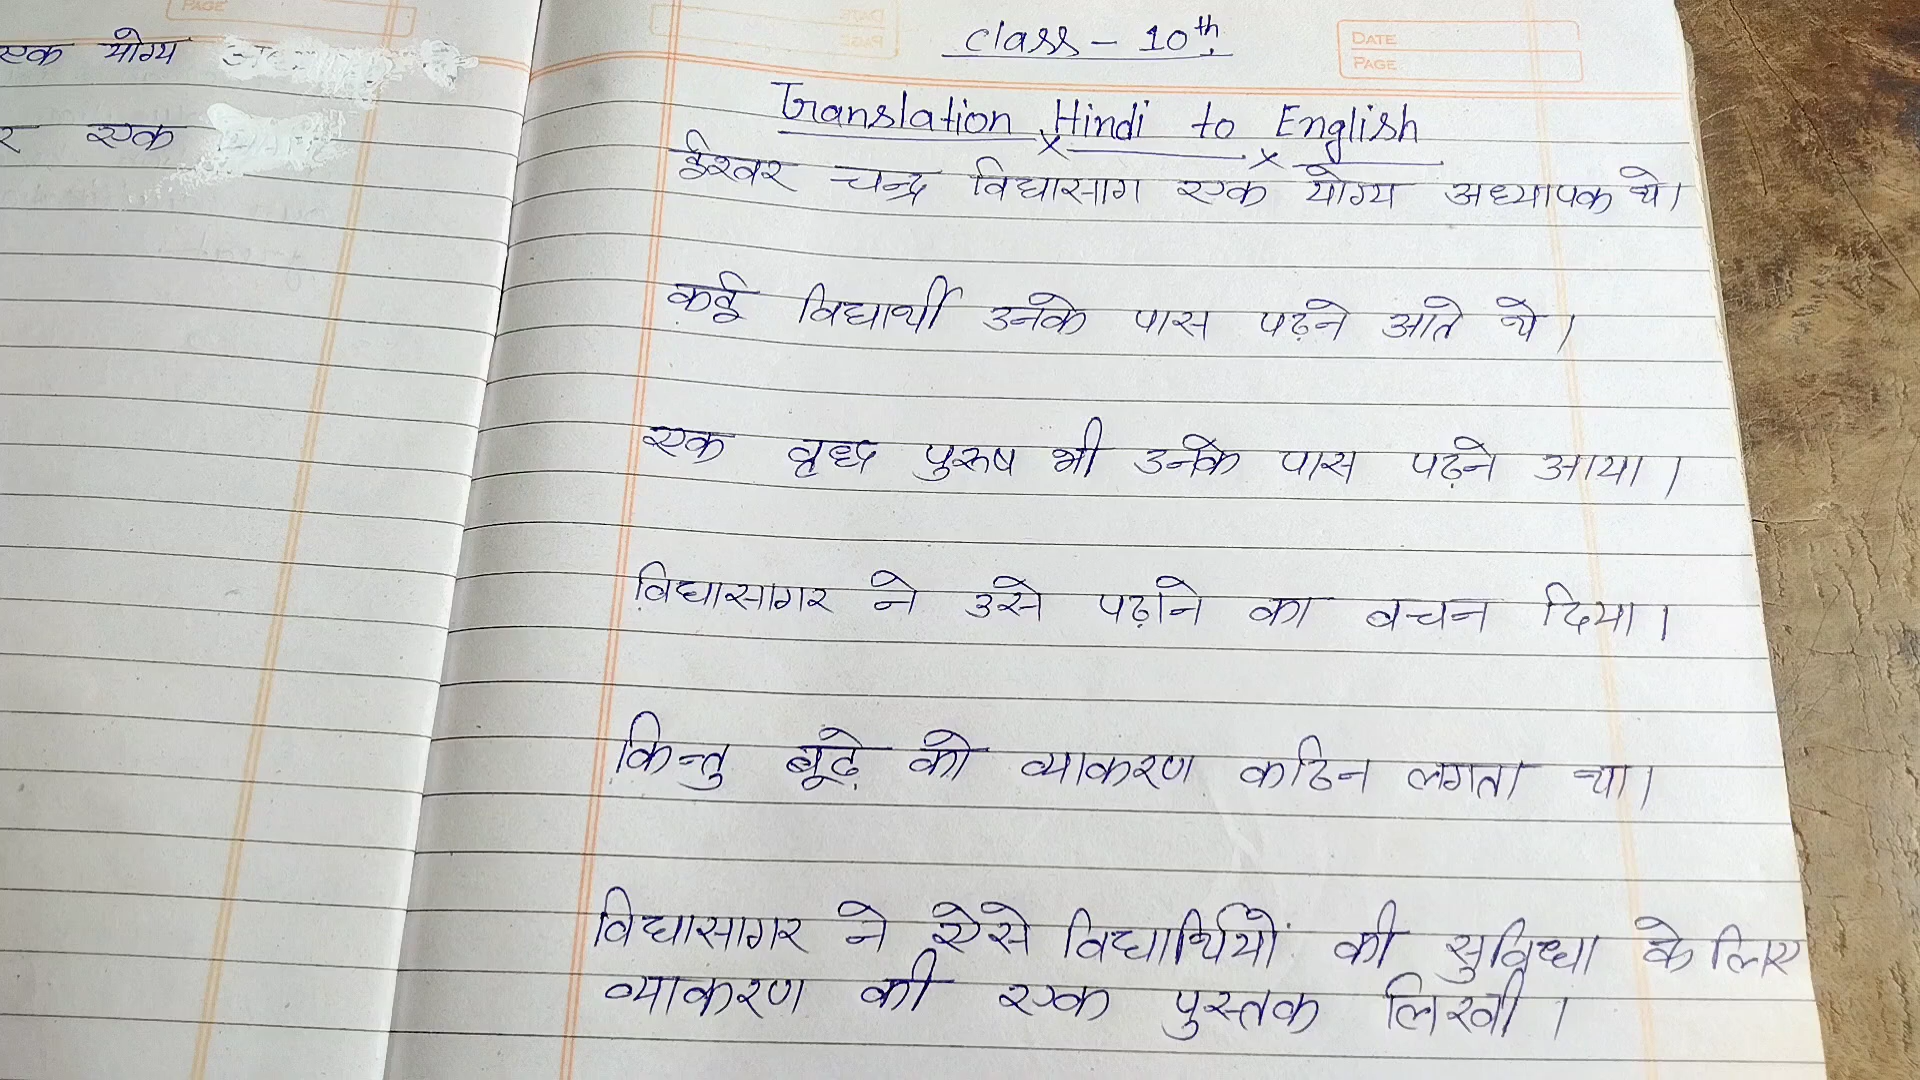 PAGE
एक योग्य
र एक
class - 10th
DATE
PAGE
Translation Hindi to English
ईश्वर चन्द्र विद्यासाग एक योग्य अध्यापक थे।
कई विद्यार्थी उनके पास पढ़ने आते थे।
एक वृध्द पुरुष भी उनके पास पढ़ने आया।
विद्यासागर ने उसे पढ़ाने का वचन दिया।
किन्तु बूढ़े को व्याकरण कठिन लगता था।
विद्यासागर ने ऐसे विद्यार्थियों की सुविधा के लिए
व्याकरण की एक पुस्तक लिखी।